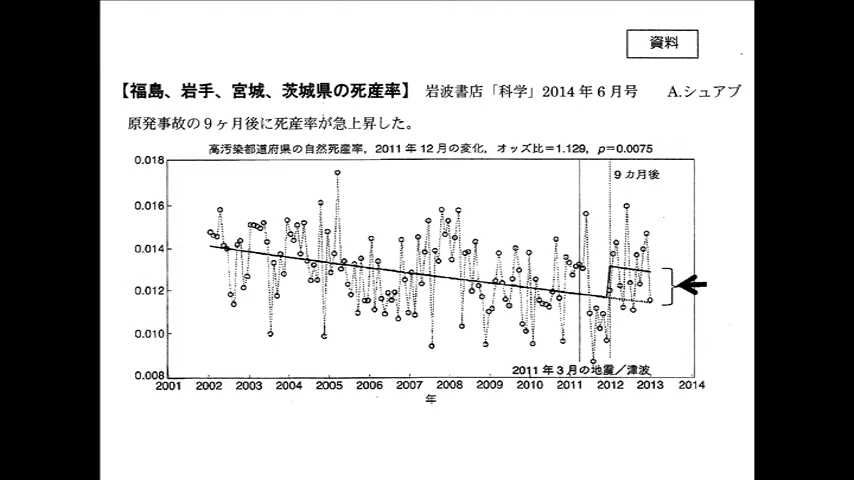 資料
【福島、岩手、宮城、茨城県の死産率】 岩波書店「科学」2014年6月号 A.シュアブ
原発事故の9ヶ月後に死産率が急上昇した。
高汚染都道府県の自然死産率，2011年12月の変化，オッズ比=1.129, p=0.0075
0.018
9カ月後
0.016
0.014
0.012
0.010
2011年3月の地震／津波
0.008
2001 2002 2003 2004 2005 2006 2007 2008 2009 2010 2011 2012 2013 2014
年